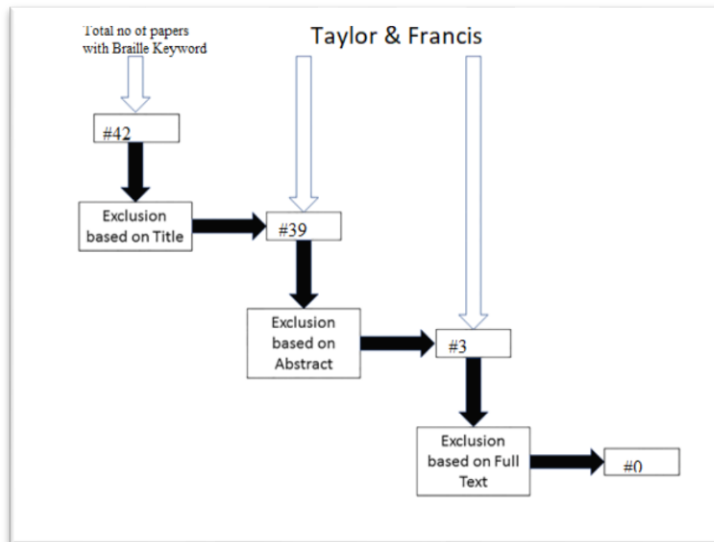 Total no of papers
with Braille Keyword
Taylor & Francis
#42
Exclusion
based on Title
#39
Exclusion
based on
Abstract
#3
Exclusion
based on Full
Text
#0